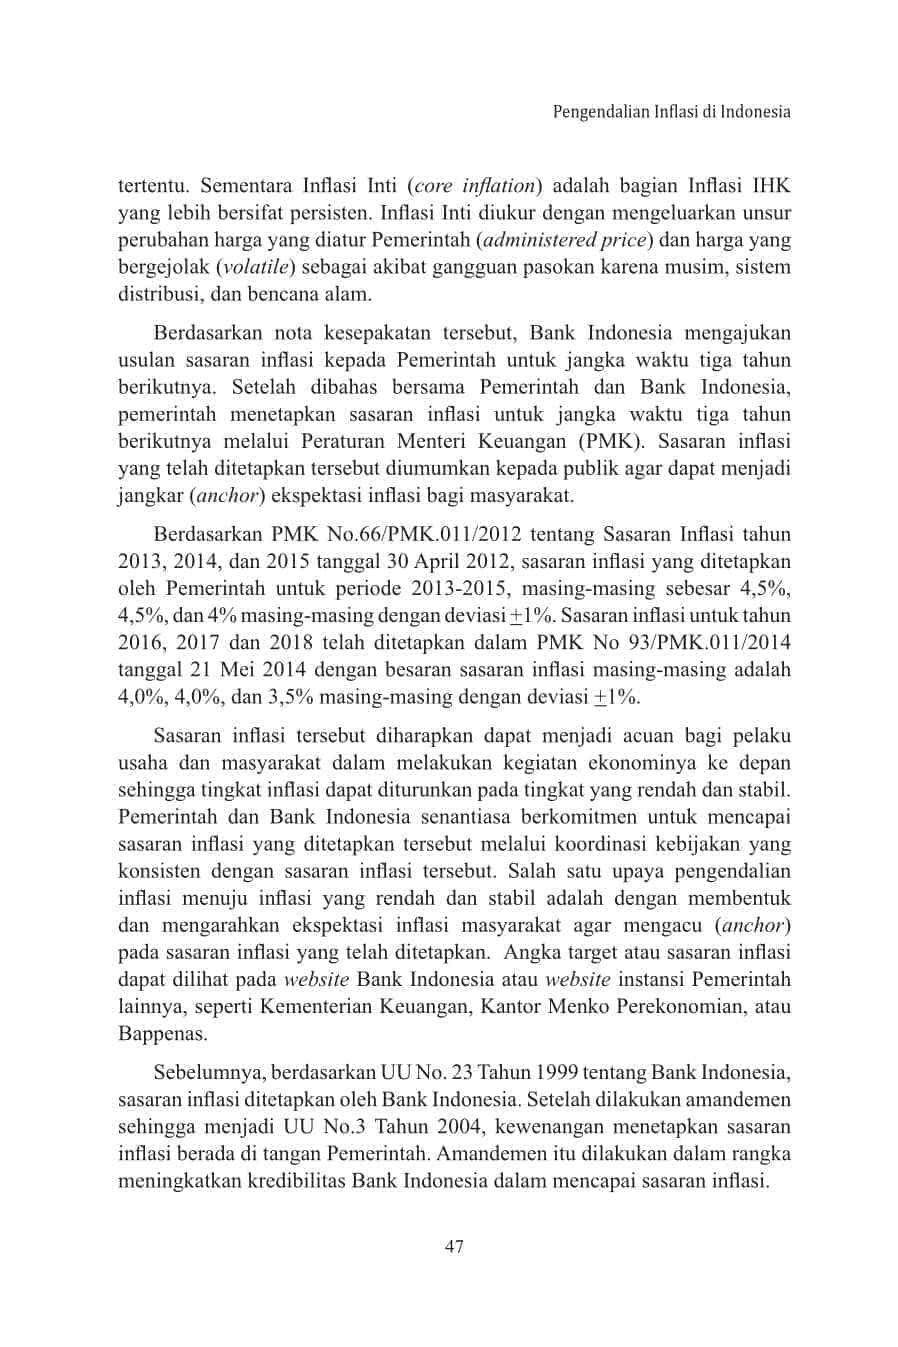 Pengendalian Inflasi di Indonesia
tertentu. Sementara Inflasi Inti (core inflation) adalah bagian Inflasi IHK
yang lebih bersifat persisten. Inflasi Inti diukur dengan mengeluarkan unsur
perubahan harga yang diatur Pemerintah (administered price) dan harga yang
bergejolak (volatile) sebagai akibat gangguan pasokan karena musim, sistem
distribusi, dan bencana alam.
Berdasarkan nota kesepakatan tersebut, Bank Indonesia mengajukan
usulan sasaran inflasi kepada Pemerintah untuk jangka waktu tiga tahun
berikutnya. Setelah dibahas bersama Pemerintah dan Bank Indonesia,
pemerintah menetapkan sasaran inflasi untuk jangka waktu tiga tahun
berikutnya melalui Peraturan Menteri Keuangan (PMK). Sasaran inflasi
yang telah ditetapkan tersebut diumumkan kepada publik agar dapat menjadi
jangkar (anchor) ekspektasi inflasi bagi masyarakat.
Berdasarkan PMK No.66/PMK.011/2012 tentang Sasaran Inflasi tahun
2013, 2014, dan 2015 tanggal 30 April 2012, sasaran inflasi yang ditetapkan
oleh Pemerintah untuk periode 2013-2015, masing-masing sebesar 4,5%,
4,5%, dan 4% masing-masing dengan deviasi ±1%. Sasaran inflasi untuk tahun
2016, 2017 dan 2018 telah ditetapkan dalam PMK No 93/PMK.011/2014
tanggal 21 Mei 2014 dengan besaran sasaran inflasi masing-masing adalah
4,0%, 4,0%, dan 3,5% masing-masing dengan deviasi ±1%.
Sasaran inflasi tersebut diharapkan dapat menjadi acuan bagi pelaku
usaha dan masyarakat dalam melakukan kegiatan ekonominya ke depan
sehingga tingkat inflasi dapat diturunkan pada tingkat yang rendah dan stabil.
Pemerintah dan Bank Indonesia senantiasa berkomitmen untuk mencapai
sasaran inflasi yang ditetapkan tersebut melalui koordinasi kebijakan yang
konsisten dengan sasaran inflasi tersebut. Salah satu upaya pengendalian
inflasi menuju inflasi yang rendah dan stabil adalah dengan membentuk
dan mengarahkan ekspektasi inflasi masyarakat agar mengacu (anchor)
pada sasaran inflasi yang telah ditetapkan. Angka target atau sasaran inflasi
dapat dilihat pada website Bank Indonesia atau website instansi Pemerintah
lainnya, seperti Kementerian Keuangan, Kantor Menko Perekonomian, atau
Bappenas.
Sebelumnya, berdasarkan UU No. 23 Tahun 1999 tentang Bank Indonesia,
sasaran inflasi ditetapkan oleh Bank Indonesia. Setelah dilakukan amandemen
sehingga menjadi UU No.3 Tahun 2004, kewenangan menetapkan sasaran
inflasi berada di tangan Pemerintah. Amandemen itu dilakukan dalam rangka
meningkatkan kredibilitas Bank Indonesia dalam mencapai sasaran inflasi.
47